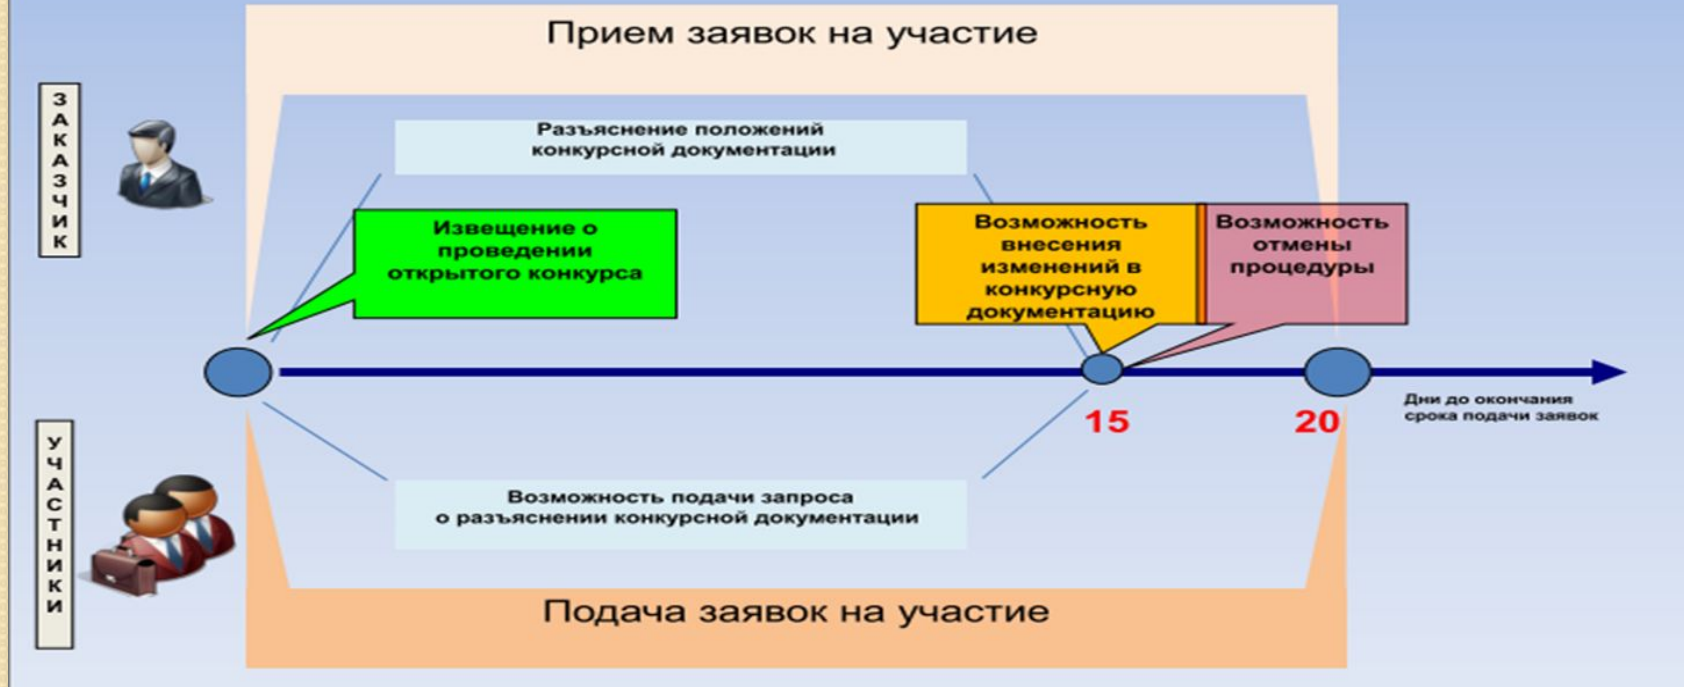 Прием заявок на участие
ЗАКАЗЧИК
Разъяснение положений
конкурсной документации
Извещение о
проведении
открытого конкурса
Возможность
внесения
изменений в
конкурсную
документацию
Возможность
отмены
процедуры
15
20
Дни до окончания
срока подачи заявок
УЧАСТНИКИ
Возможность подачи запроса
о разъяснении конкурсной документации
Подача заявок на участие